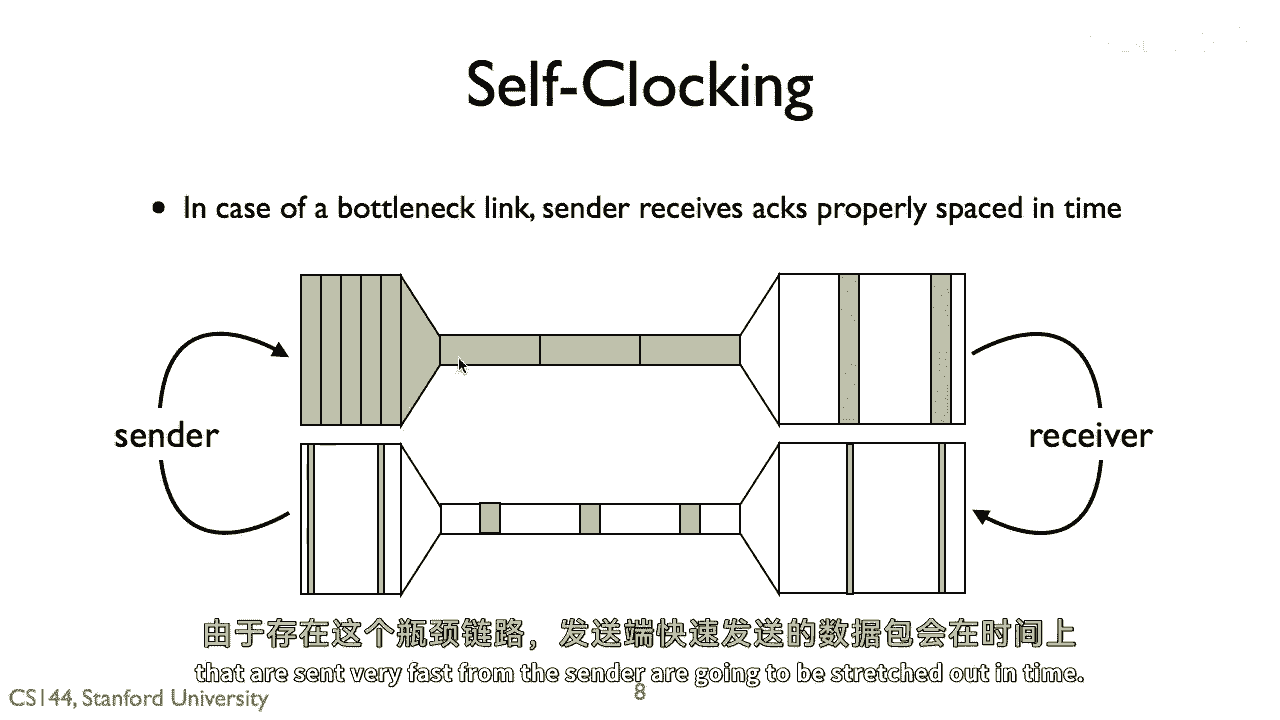 Self-Clocking
• In case of a bottleneck link, sender receives acks properly spaced in time
sender
receiver
由于存在这个瓶颈链路，发送端快速发送的数据包会在时间上
that are sent very fast from the sender are going to be stretched out in time.
CS144, Stanford University
8